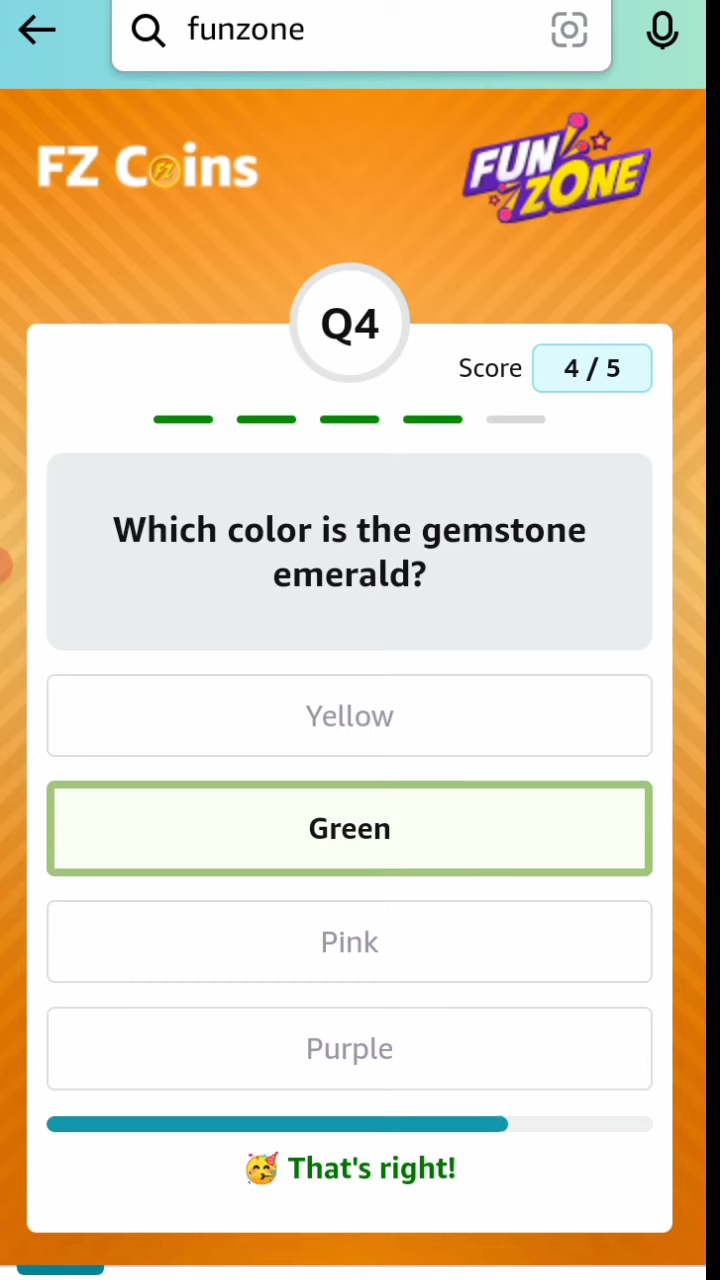 funzone
FZ Coins
FUN
ZONE
Q4
Score 4 / 5
Which color is the gemstone
emerald?
Yellow
Green
Pink
Purple
🥳 That's right!